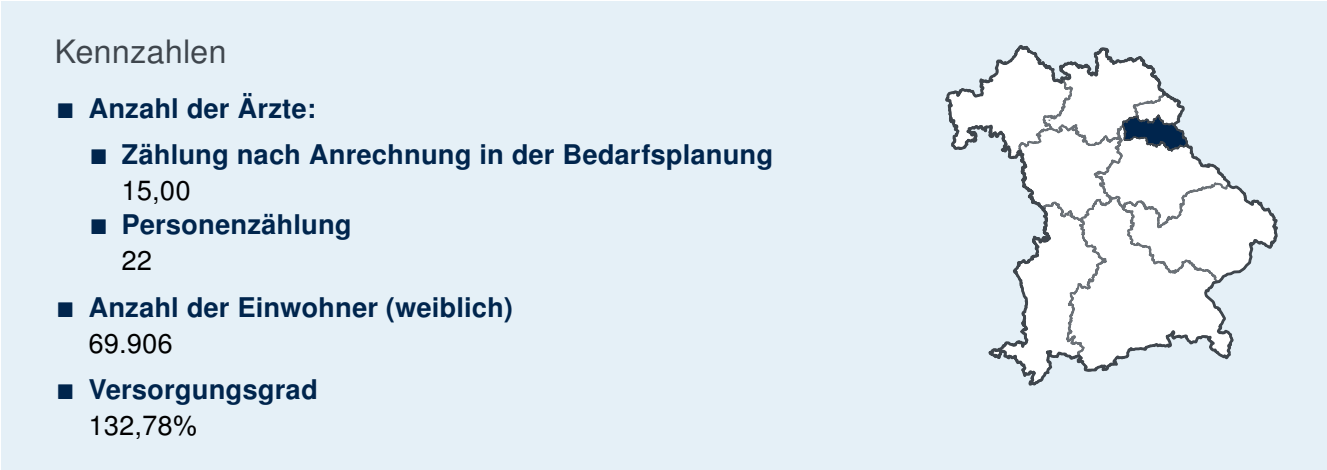 Kennzahlen
■ Anzahl der Ärzte:
■ Zählung nach Anrechnung in der Bedarfsplanung
15,00
■ Personenzählung
22
■ Anzahl der Einwohner (weiblich)
69.906
■ Versorgungsgrad
132,78%